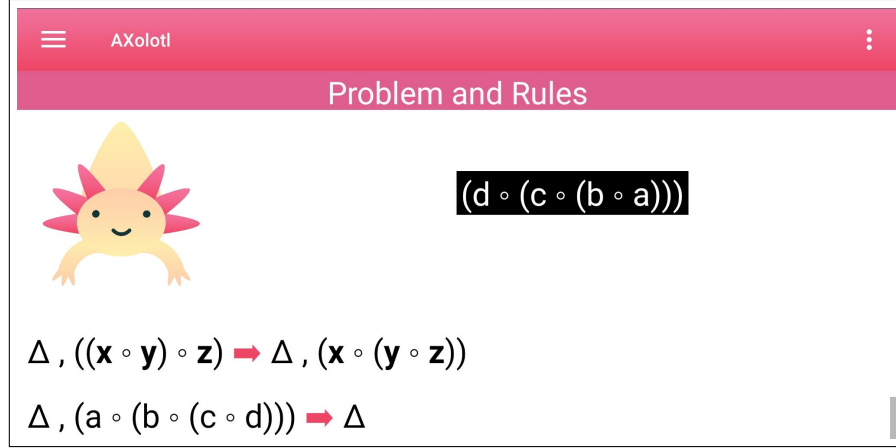 AXolotl
Problem and Rules
(d ∘ (c ∘ (b ∘ a)))
Δ , ((x ∘ y) ∘ z) ➡ Δ , (x ∘ (y ∘ z))
Δ , (a ∘ (b ∘ (c ∘ d))) ➡ Δ